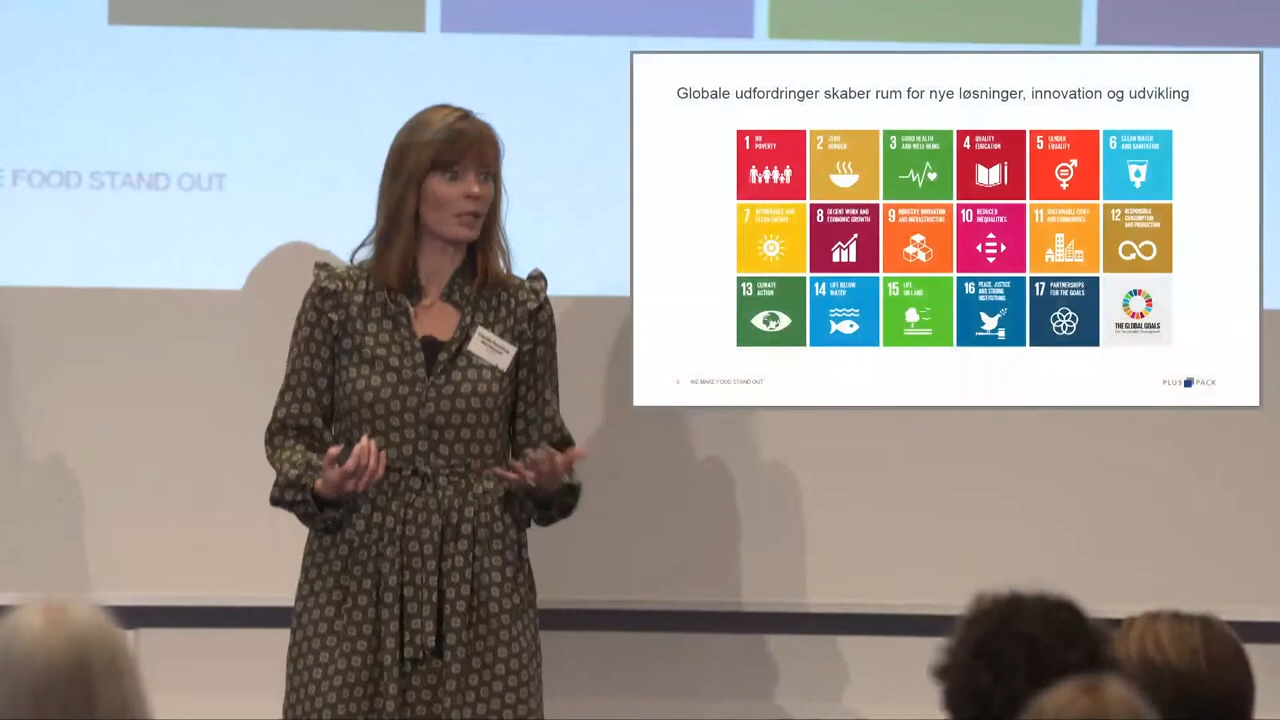 E FOOD STAND OUT
Globale udfordringer skaber rum for nye løsninger, innovation og udvikling
1 NO
POVERTY
2 ZERO
HUNGER
3 GOOD HEALTH
AND WELL-BEING
4 QUALITY
EDUCATION
5 GENDER
EQUALITY
6 CLEAN WATER
AND SANITATION
7 AFFORDABLE AND
CLEAN ENERGY
8 DECENT WORK AND
ECONOMIC GROWTH
9 INDUSTRY, INNOVATION
AND INFRASTRUCTURE
10 REDUCED
INEQUALITIES
11 SUSTAINABLE CITIES
AND COMMUNITIES
12 RESPONSIBLE
CONSUMPTION
AND PRODUCTION
13 CLIMATE
ACTION
14 LIFE BELOW
WATER
15 LIFE
ON LAND
16 PEACE, JUSTICE
AND STRONG
INSTITUTIONS
17 PARTNERSHIPS
FOR THE GOALS
THE GLOBAL GOALS
For Sustainable Development
WE MAKE FOOD STAND OUT
PLUS PACK